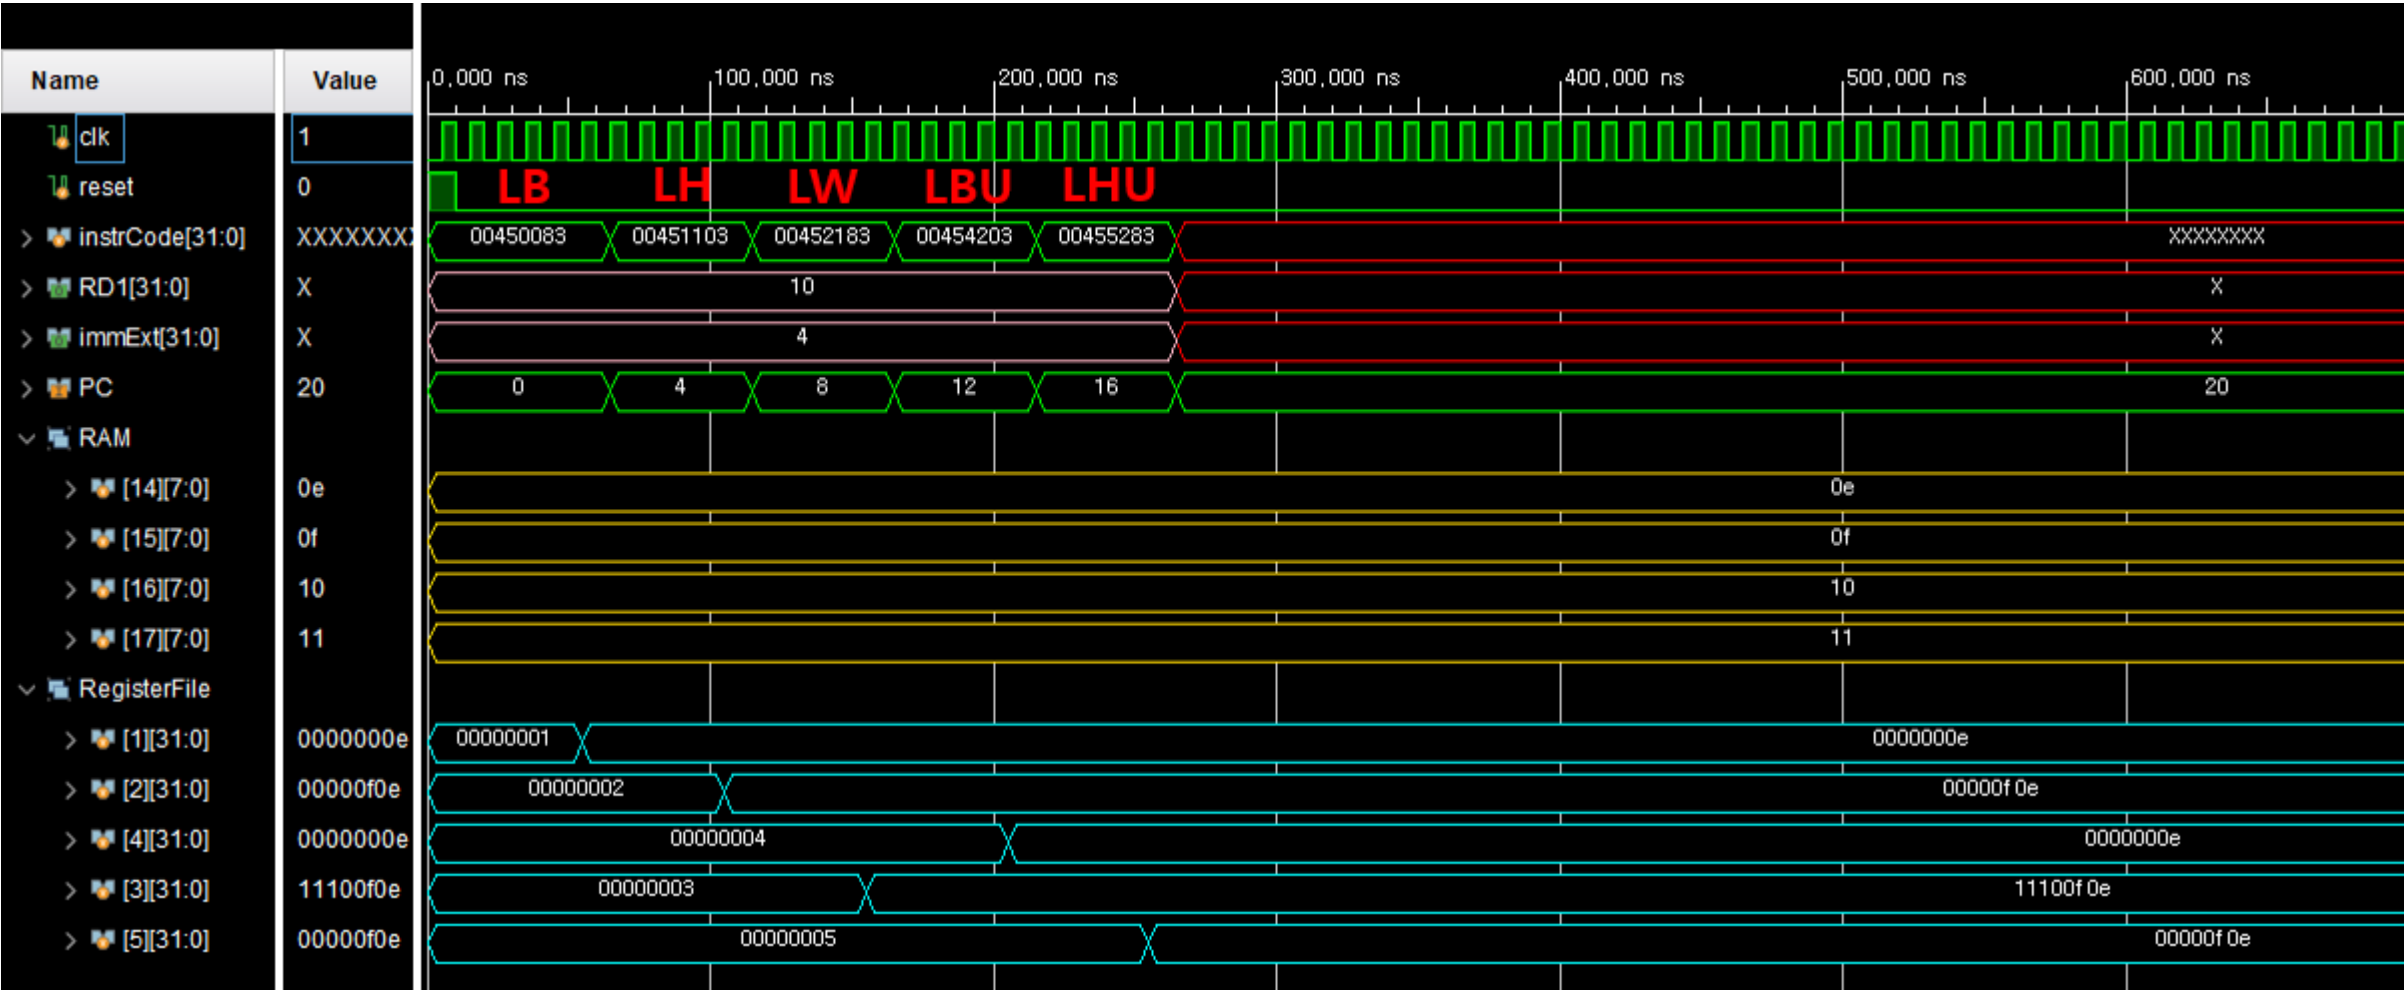 Name Value 0,000 ns 100,000 ns 200,000 ns 300,000 ns 400,000 ns 500,000 ns 600,000 ns
clk 1
reset 0 LB LH LW LBU LHU
instrCode[31:0] XXXXXXXX 00450083 00451103 00452183 00454203 00455283 XXXXXXXX
RD1[31:0] X 10 X
immExt[31:0] X 4 X
PC 20 0 4 8 12 16 20
RAM
[14][7:0] 0e 0e
[15][7:0] 0f 0f
[16][7:0] 10 10
[17][7:0] 11 11
RegisterFile
[1][31:0] 0000000e 00000001 0000000e
[2][31:0] 00000f0e 00000002 00000f0e
[4][31:0] 0000000e 00000004 0000000e
[3][31:0] 11100f0e 00000003 11100f0e
[5][31:0] 00000f0e 00000005 00000f0e